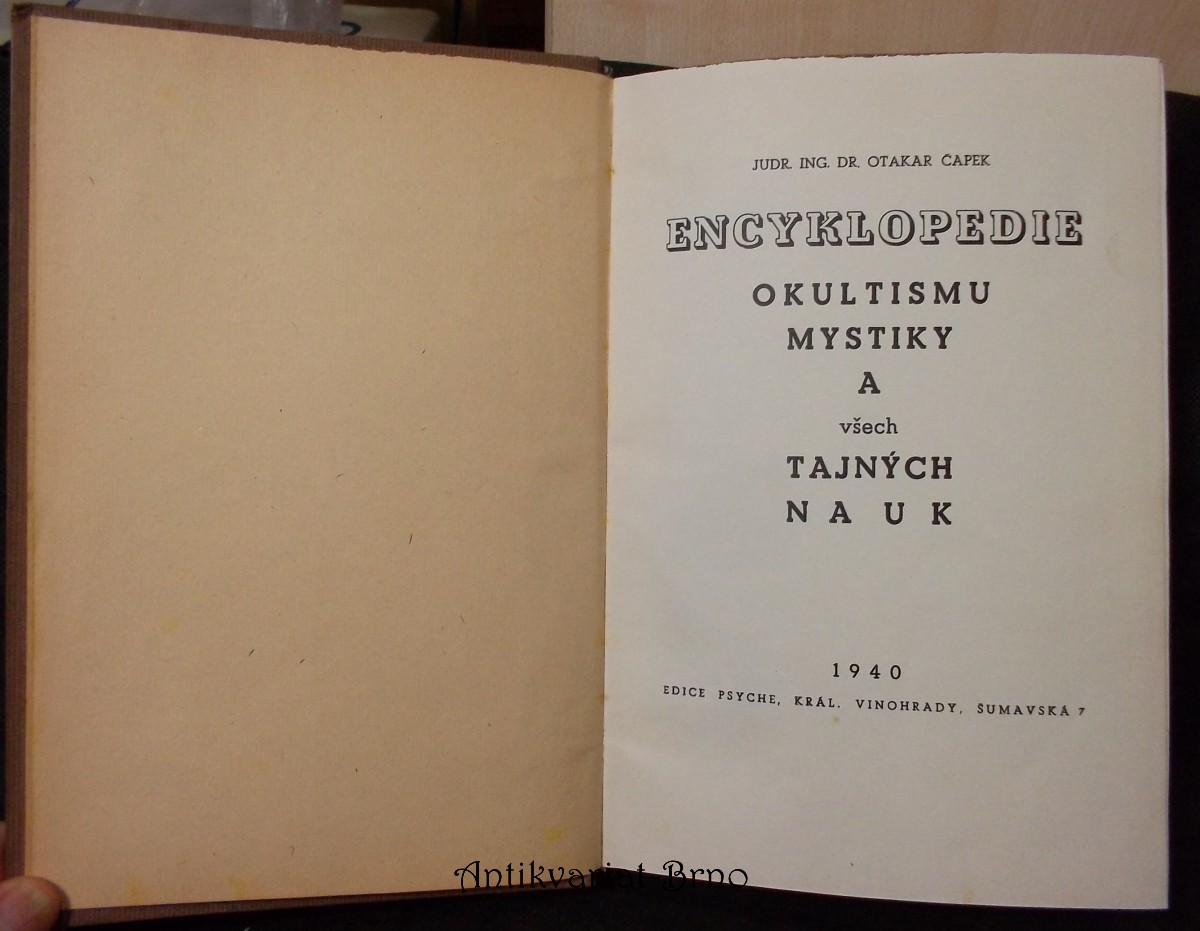 JUDR. ING. DR. OTAKAR ČAPEK
ENCYKLOPEDIE
OKULTISMU
MYSTIKY
A
všech
TAJNÝCH
NAUK
1940
EDICE PSYCHE, KRÁL. VINOHRADY, ŠUMAVSKÁ 7
Antikvariat Brno